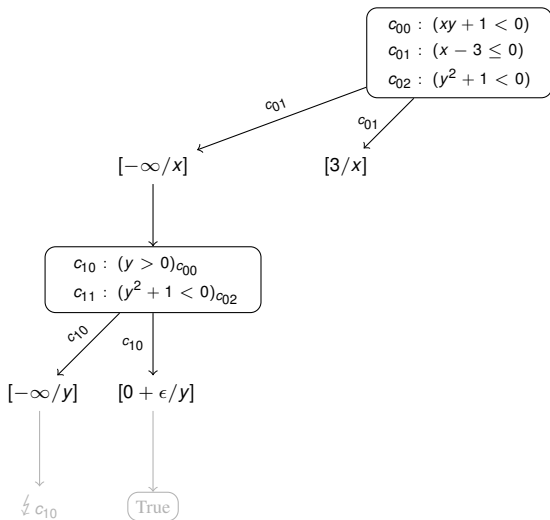 c₀₀ : (xy + 1 < 0)
c₀₁ : (x − 3 ≤ 0)
c₀₂ : (y² + 1 < 0)
c₀₁
c₀₁
[−∞/x]
[3/x]
c₁₀ : (y > 0)c₀₀
c₁₁ : (y² + 1 < 0)c₀₂
c₁₀
c₁₀
[−∞/y]
[0 + ϵ/y]
↯ c₁₀
True